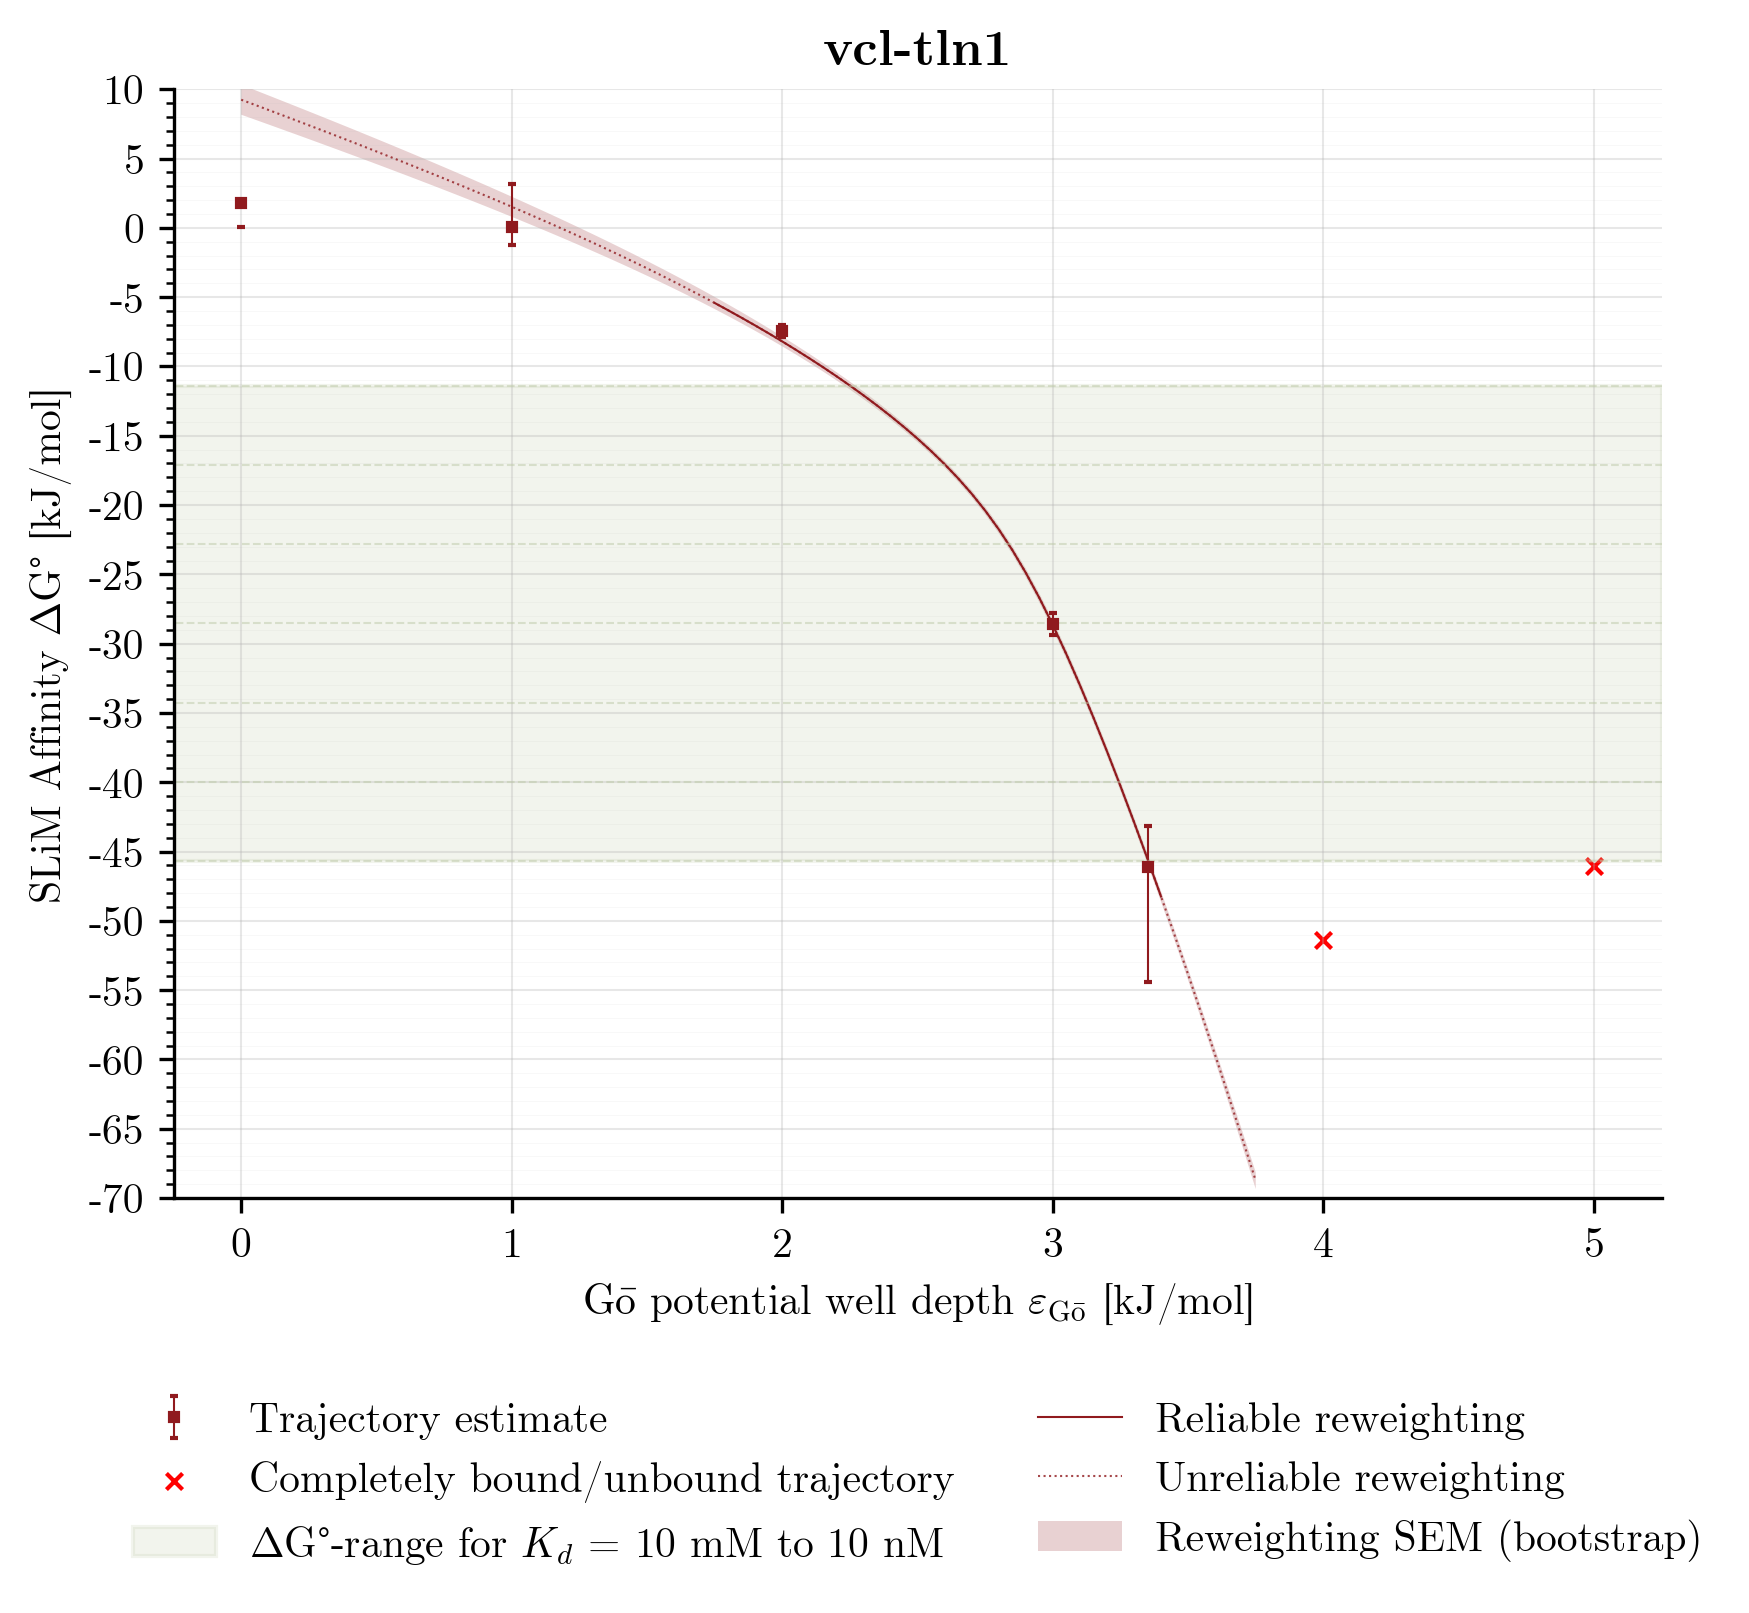 vcl-tln1
10
5
0
-5
-10
-15
-20
-25
-30
-35
-40
-45
-50
-55
-60
-65
-70
SLiM Affinity ΔG° [kJ/mol]
0 1 2 3 4 5
Gō potential well depth ε_Gō [kJ/mol]
Trajectory estimate
Completely bound/unbound trajectory
ΔG°-range for K_d = 10 mM to 10 nM
Reliable reweighting
Unreliable reweighting
Reweighting SEM (bootstrap)